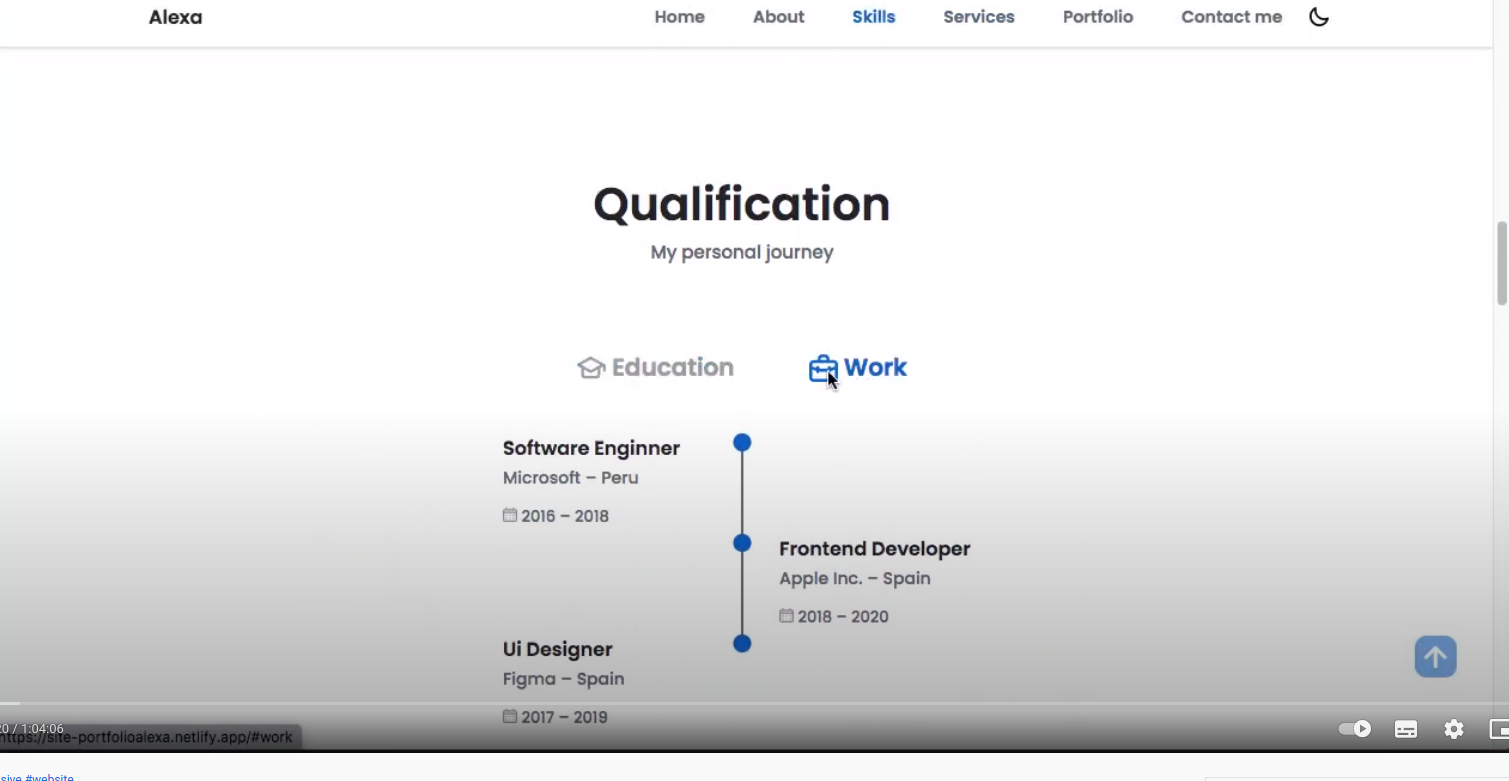 Alexa Home About Skills Services Portfolio Contact me
Qualification
My personal journey
Education Work
Software Enginner
Microsoft – Peru
2016 – 2018
Frontend Developer
Apple Inc. – Spain
2018 – 2020
Ui Designer
Figma – Spain
2017 – 2019
/ 1:04:06
https://site-portfolioalexa.netlify.app/#work
#website